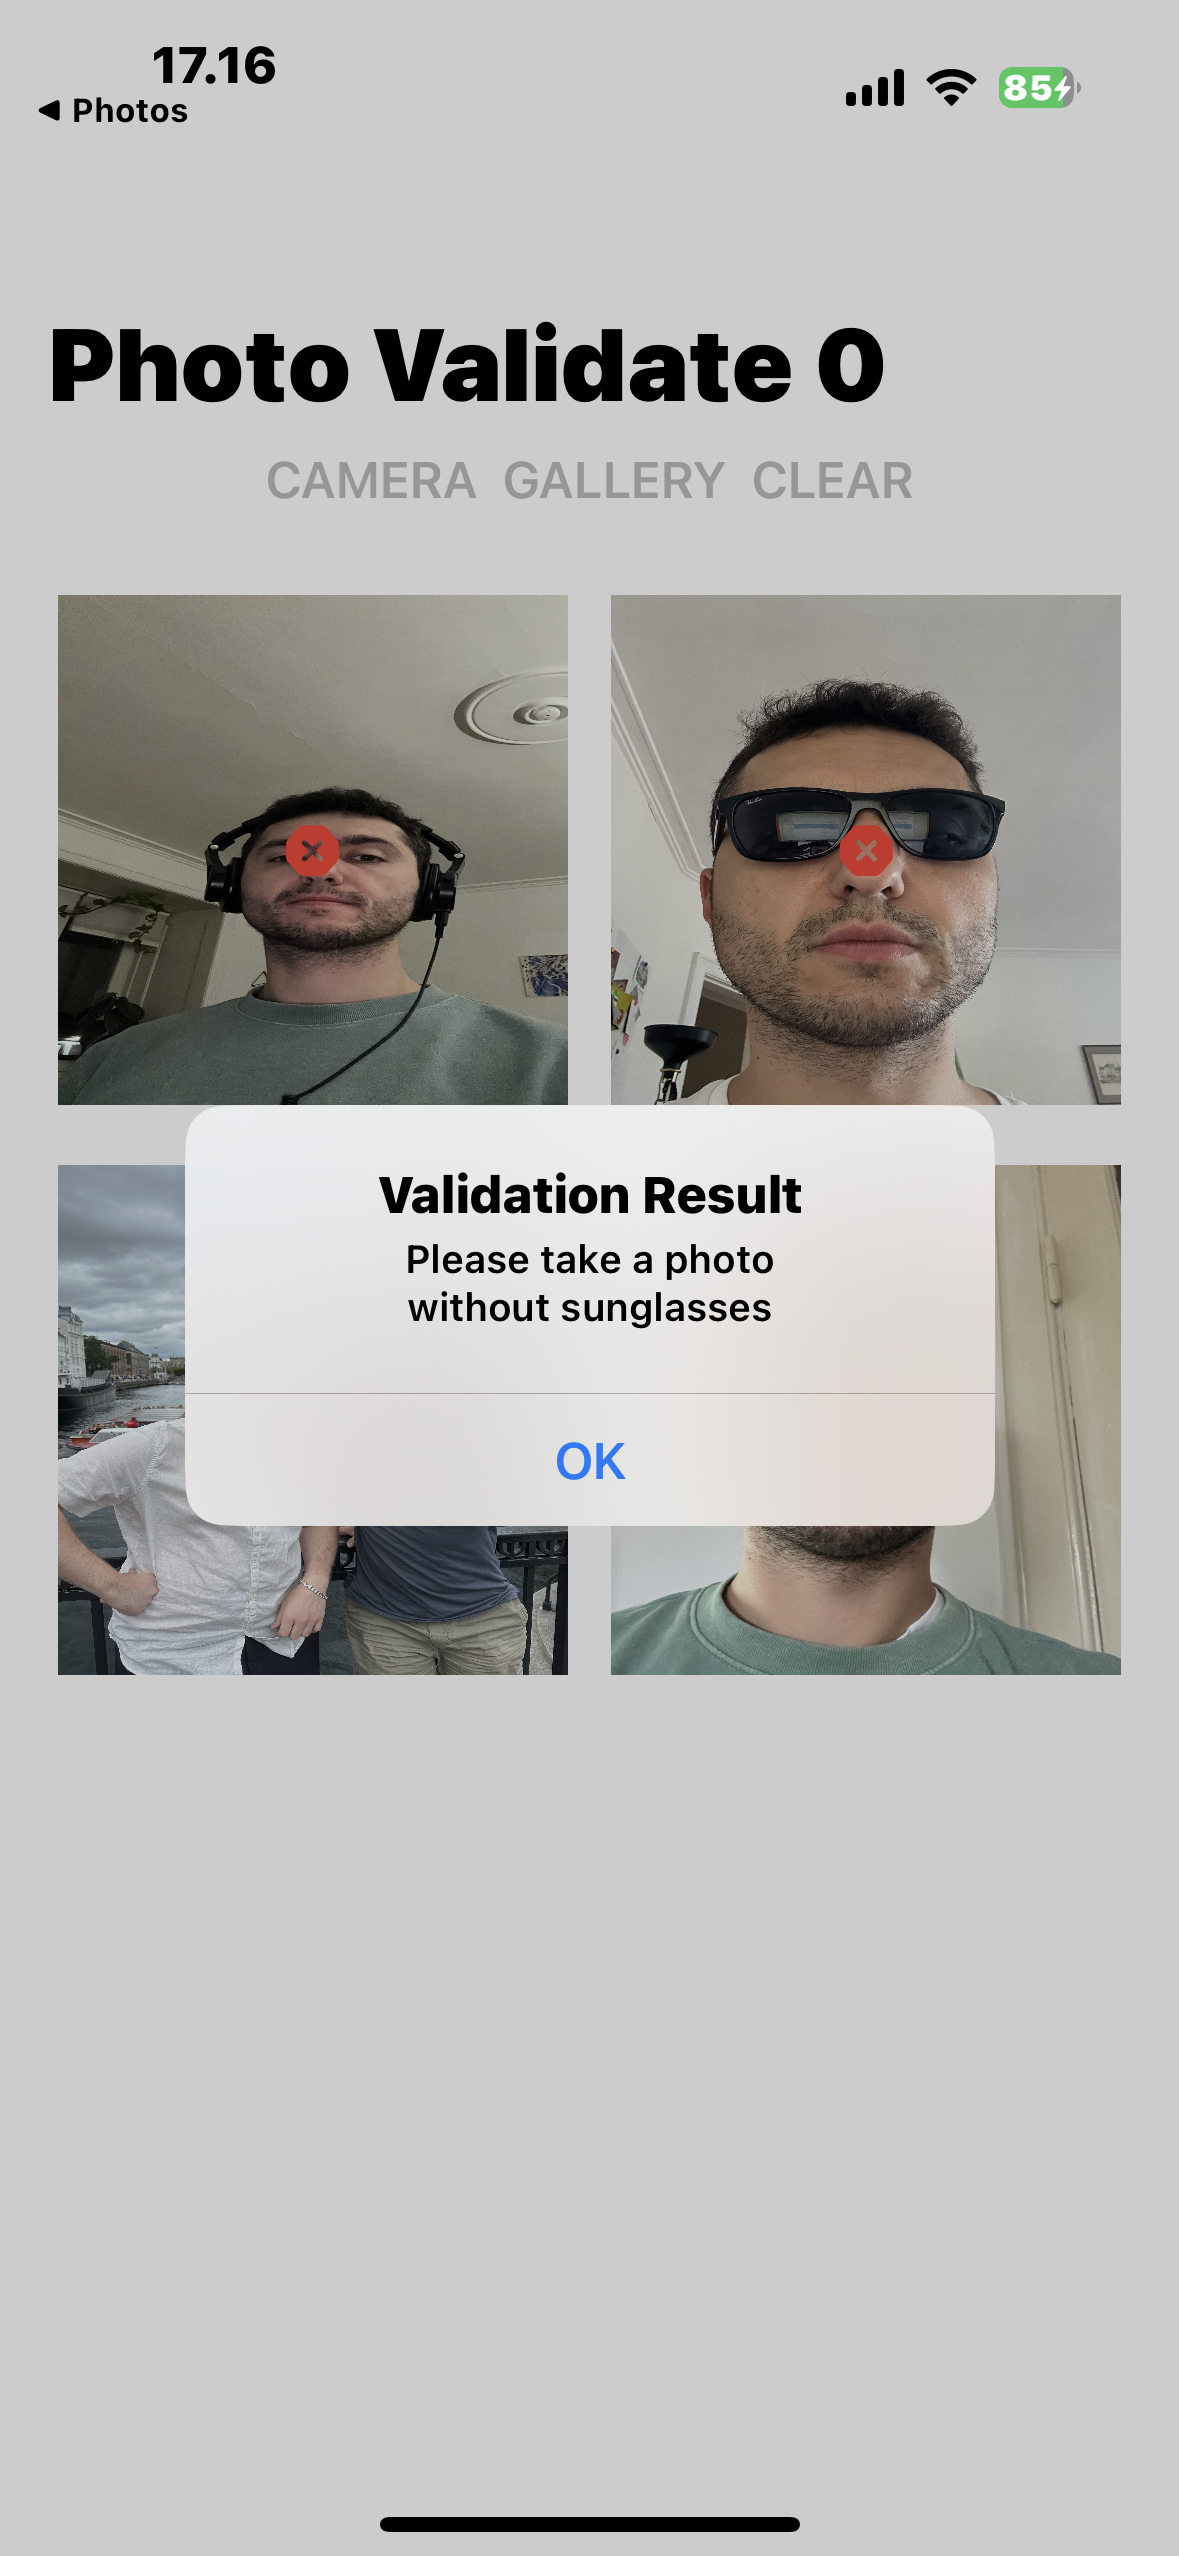 17.16
Photos
85
Photo Validate 0
CAMERA GALLERY CLEAR
Validation Result
Please take a photo
without sunglasses
OK